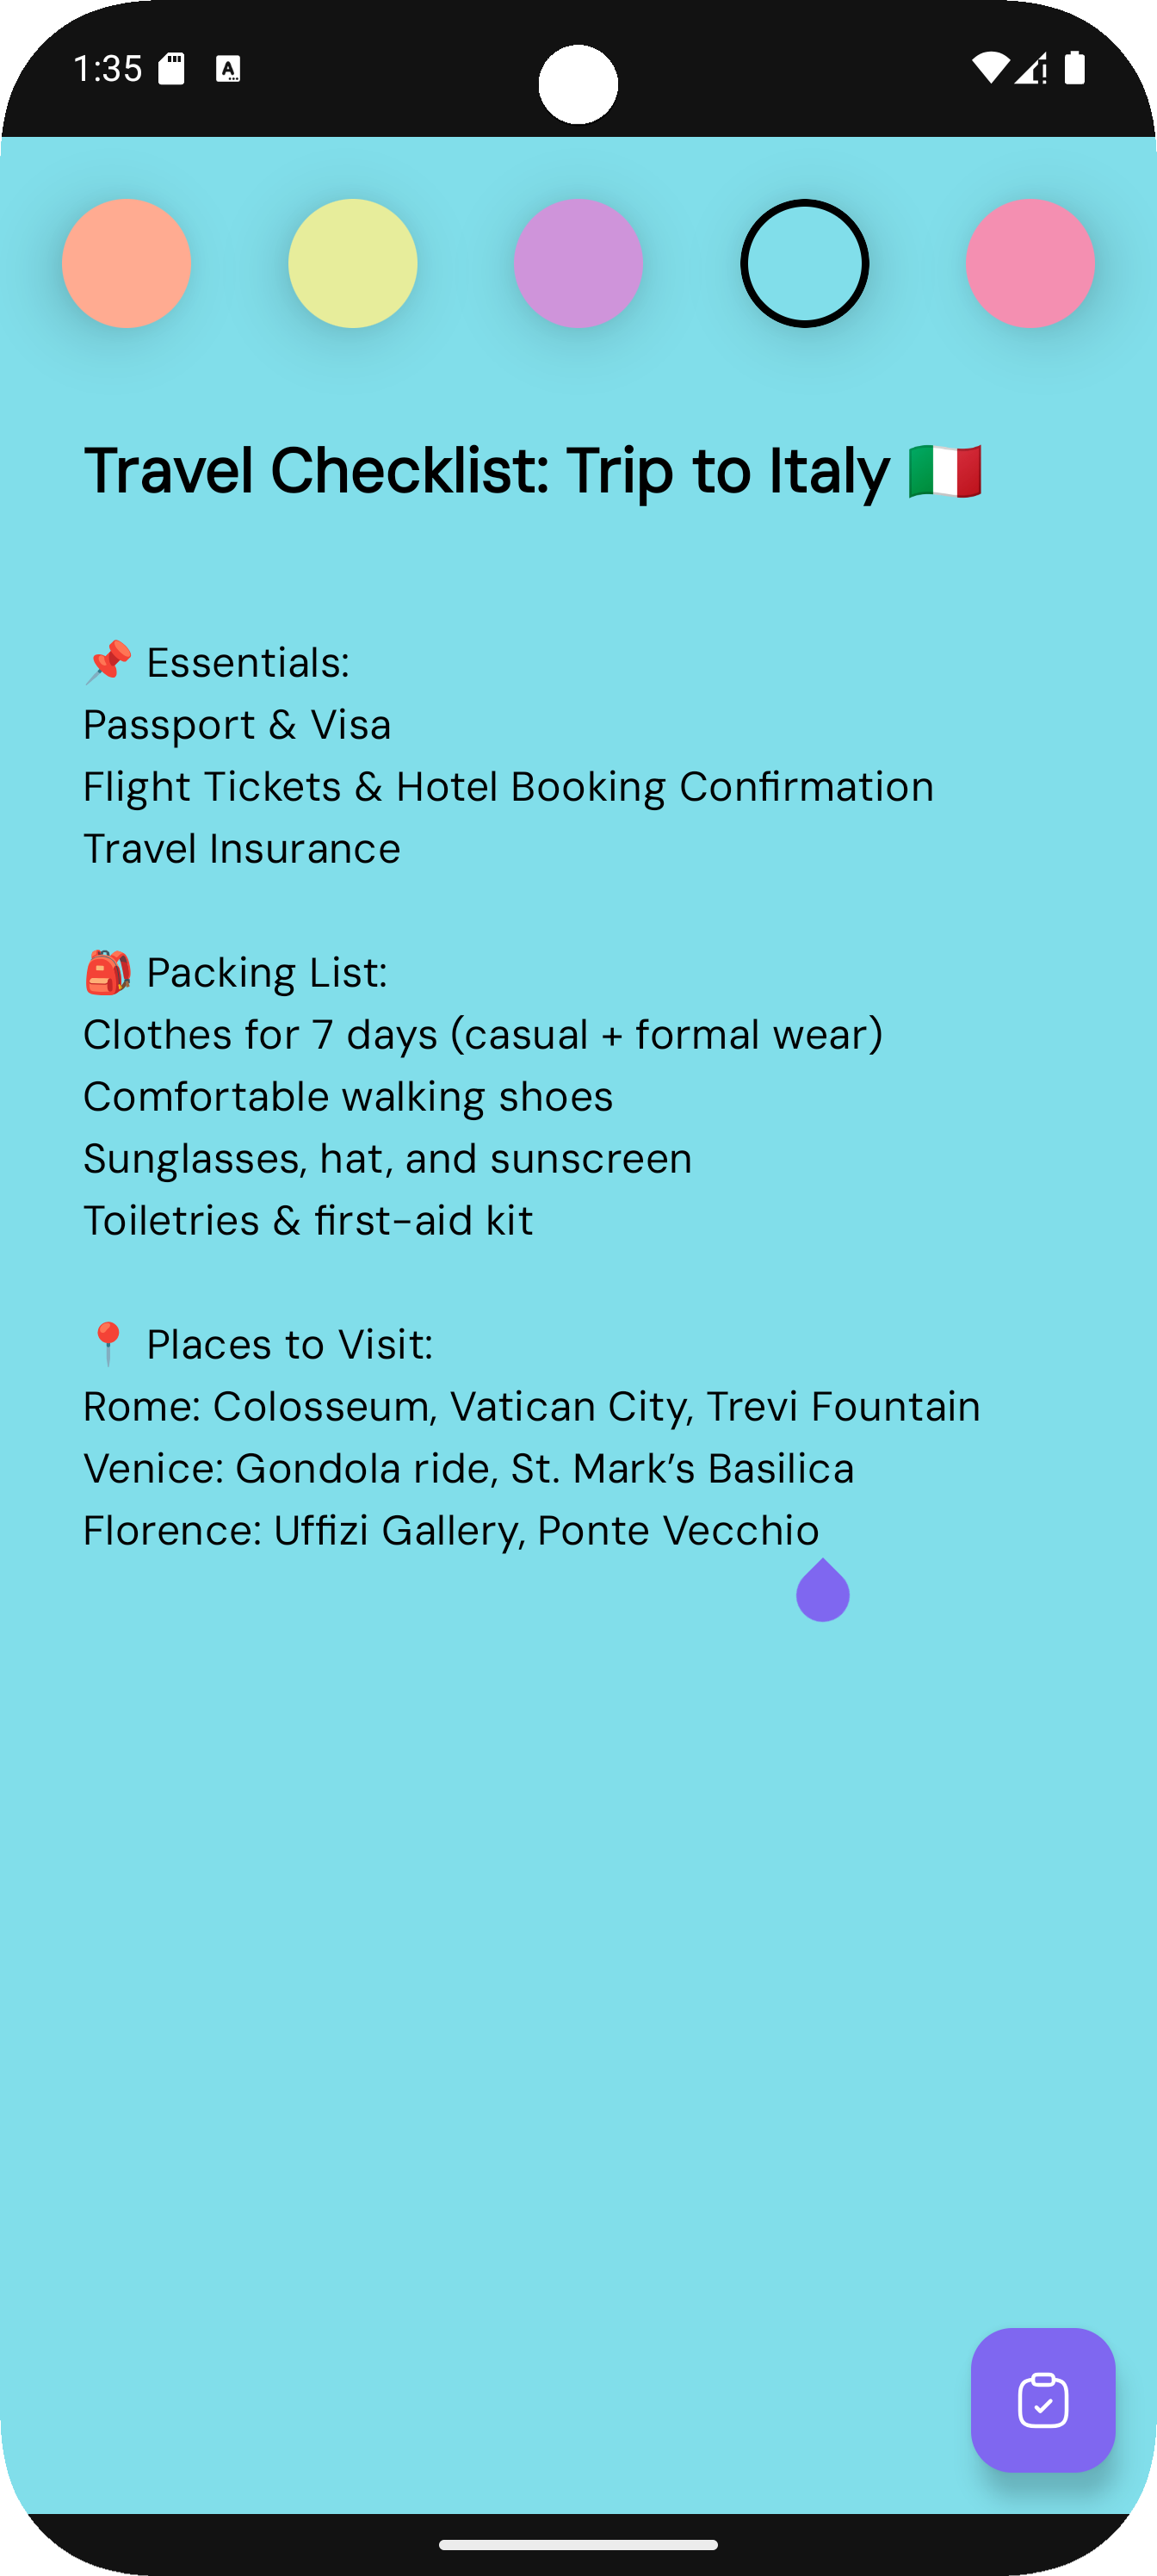 1:35
Travel Checklist: Trip to Italy 🇮🇹
📌 Essentials:
Passport & Visa
Flight Tickets & Hotel Booking Confirmation
Travel Insurance
🎒 Packing List:
Clothes for 7 days (casual + formal wear)
Comfortable walking shoes
Sunglasses, hat, and sunscreen
Toiletries & first-aid kit
📍 Places to Visit:
Rome: Colosseum, Vatican City, Trevi Fountain
Venice: Gondola ride, St. Mark’s Basilica
Florence: Uffizi Gallery, Ponte Vecchio